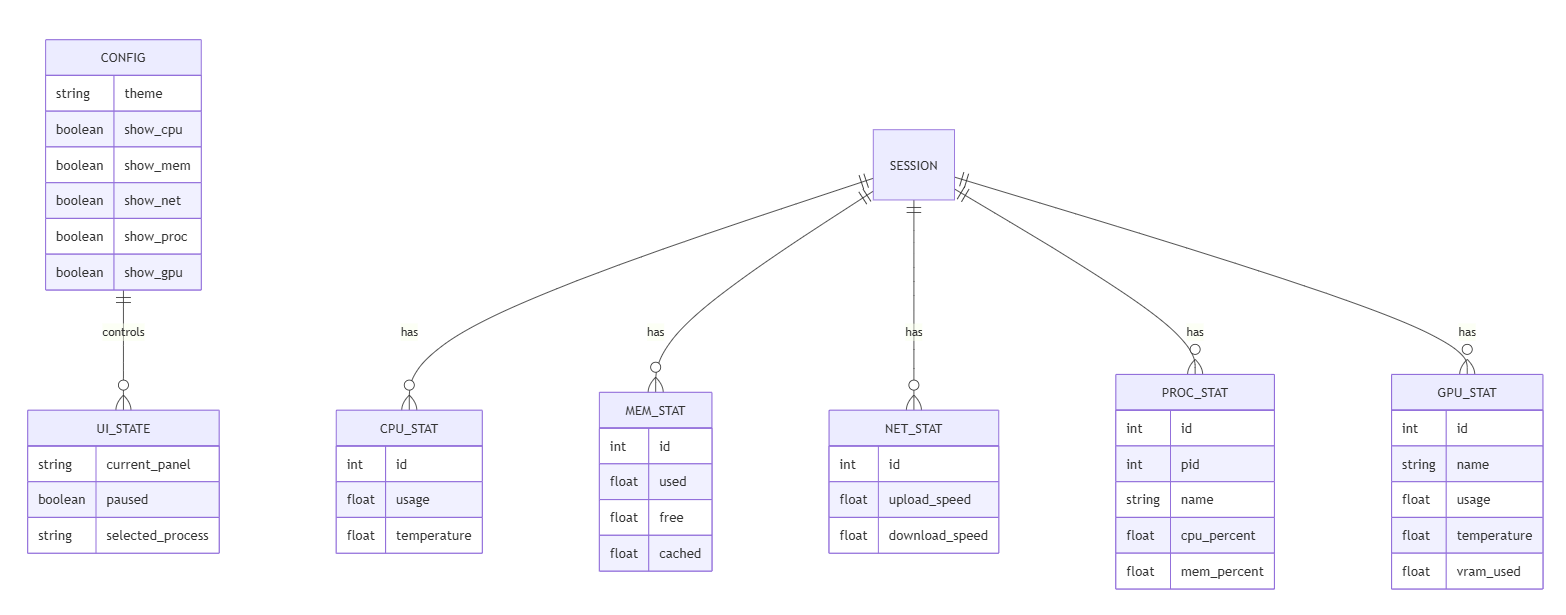 CONFIG
string theme
boolean show_cpu
boolean show_mem
boolean show_net
boolean show_proc
boolean show_gpu
SESSION
controls
has
has
has
has
has
UI_STATE
string current_panel
boolean paused
string selected_process
CPU_STAT
int id
float usage
float temperature
MEM_STAT
int id
float used
float free
float cached
NET_STAT
int id
float upload_speed
float download_speed
PROC_STAT
int id
int pid
string name
float cpu_percent
float mem_percent
GPU_STAT
int id
string name
float usage
float temperature
float vram_used